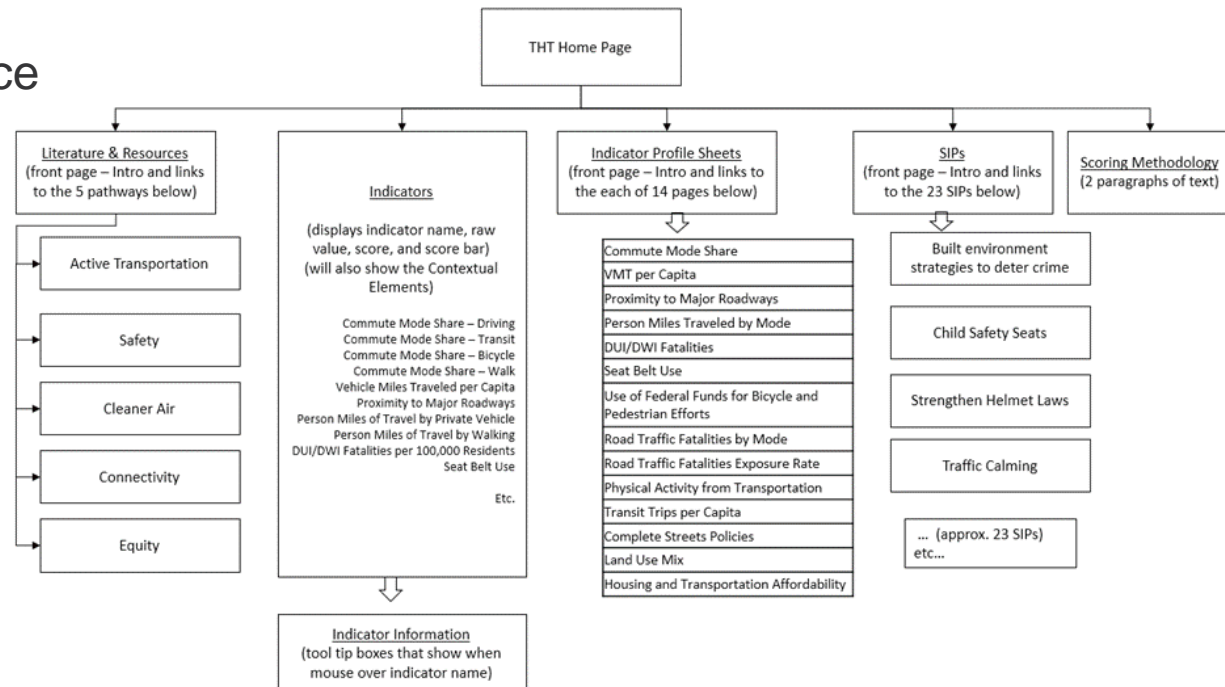 ce
THT Home Page
Literature & Resources
(front page – Intro and links
to the 5 pathways below)
Active Transportation
Safety
Cleaner Air
Connectivity
Equity
Indicators
(displays indicator name, raw
value, score, and score bar)
(will also show the Contextual
Elements)
Commute Mode Share – Driving
Commute Mode Share – Transit
Commute Mode Share – Bicycle
Commute Mode Share – Walk
Vehicle Miles Traveled per Capita
Proximity to Major Roadways
Person Miles of Travel by Private Vehicle
Person Miles of Travel by Walking
DUI/DWI Fatalities per 100,000 Residents
Seat Belt Use
Etc.
Indicator Information
(tool tip boxes that show when
mouse over indicator name)
Indicator Profile Sheets
(front page – Intro and links to
the each of 14 pages below)
Commute Mode Share
VMT per Capita
Proximity to Major Roadways
Person Miles Traveled by Mode
DUI/DWI Fatalities
Seat Belt Use
Use of Federal Funds for Bicycle and
Pedestrian Efforts
Road Traffic Fatalities by Mode
Road Traffic Fatalities Exposure Rate
Physical Activity from Transportation
Transit Trips per Capita
Complete Streets Policies
Land Use Mix
Housing and Transportation Affordability
SIPs
(front page – Intro and links
to the 23 SIPs below)
Built environment
strategies to deter crime
Child Safety Seats
Strengthen Helmet Laws
Traffic Calming
... (approx. 23 SIPs)
etc...
Scoring Methodology
(2 paragraphs of text)